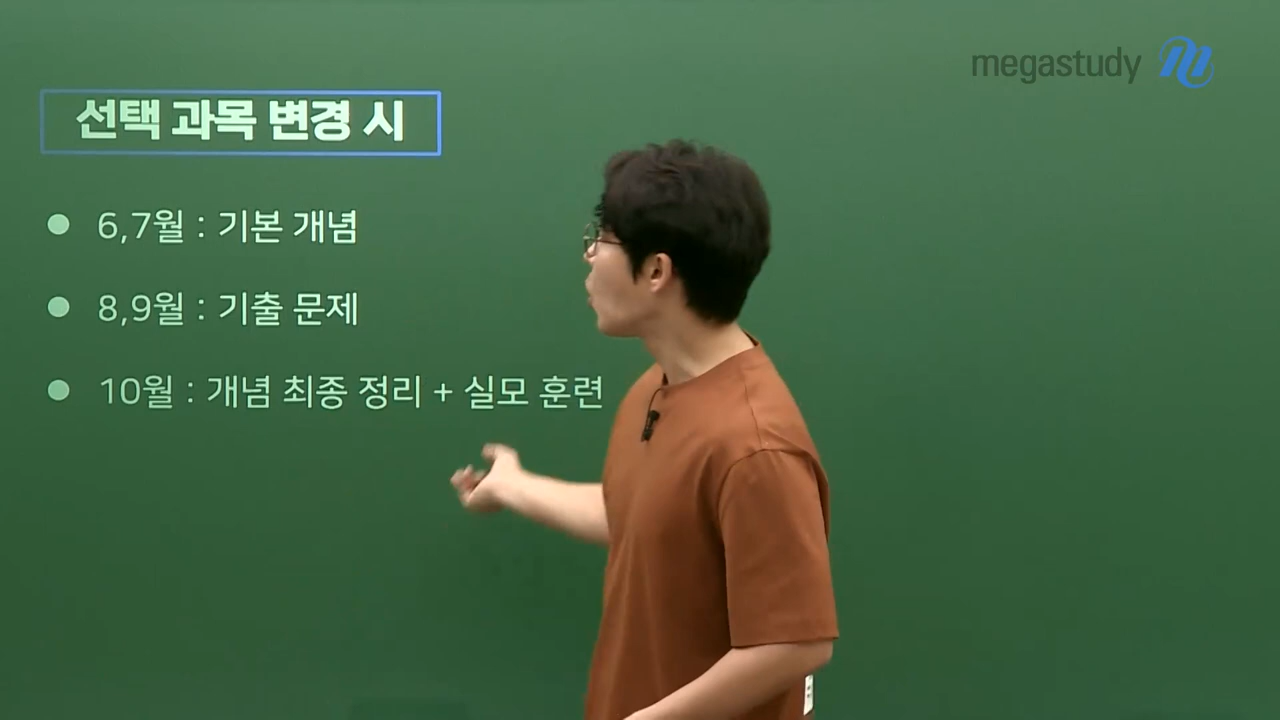 megastudy
선택 과목 변경 시
6,7월 : 기본 개념
8,9월 : 기출 문제
10월 : 개념 최종 정리 + 실모 훈련